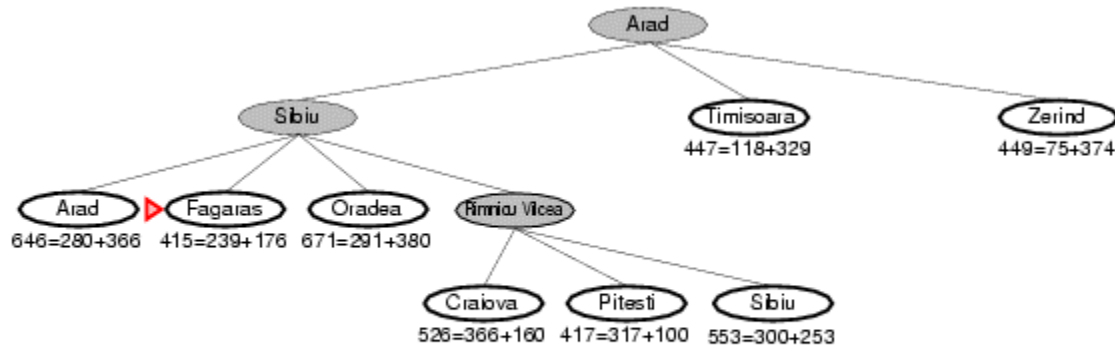 Arad
Sibiu
Timisoara
Zerind
447=118+329
449=75+374
Arad
Fagaras
Oradea
Rimnicu Vilcea
646=280+366
415=239+176
671=291+380
Craiova
Pitesti
Sibiu
526=366+160
417=317+100
553=300+253